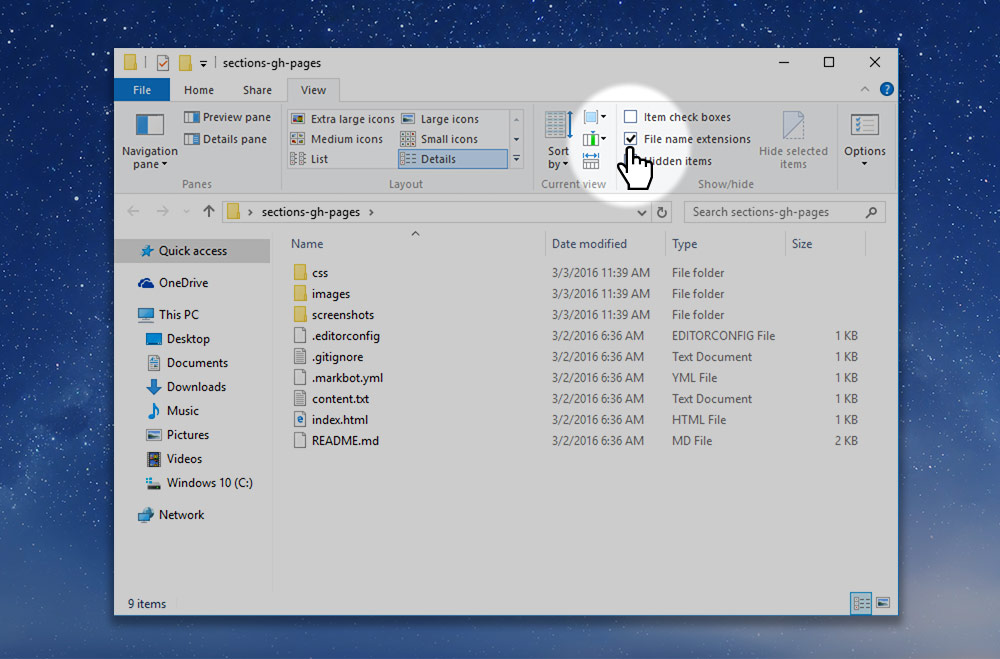 sections-gh-pages
File Home Share View
Navigation pane
Preview pane
Details pane
Panes
Extra large icons Large icons
Medium icons Small icons
List Details
Layout
Sort by
Current view
Item check boxes
File name extensions
Hidden items
Hide selected items
Show/hide
Options
sections-gh-pages
Search sections-gh-pages
Quick access
OneDrive
This PC
Desktop
Documents
Downloads
Music
Pictures
Videos
Windows 10 (C:)
Network
Name Date modified Type Size
css 3/3/2016 11:39 AM File folder
images 3/3/2016 11:39 AM File folder
screenshots 3/3/2016 11:39 AM File folder
.editorconfig 3/2/2016 6:36 AM EDITORCONFIG File 1 KB
.gitignore 3/2/2016 6:36 AM Text Document 1 KB
.markbot.yml 3/2/2016 6:36 AM YML File 1 KB
content.txt 3/2/2016 6:36 AM Text Document 1 KB
index.html 3/2/2016 6:36 AM HTML File 1 KB
README.md 3/2/2016 6:36 AM MD File 2 KB
9 items